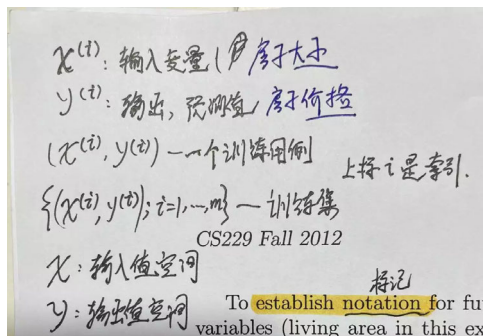 x⁽ⁱ⁾: 输入变量( 房子大小
y⁽ⁱ⁾: 输出, 预测值/ 房子价格
(x⁽ⁱ⁾, y⁽ⁱ⁾) — 一个训练用例
上标 i 是索引.
{(x⁽ⁱ⁾, y⁽ⁱ⁾); i=1,…,m} — 训练集
CS229 Fall 2012
X: 输入值空间
标记
Y: 输出值空间
To establish notation for fu
variables (living area in this ex